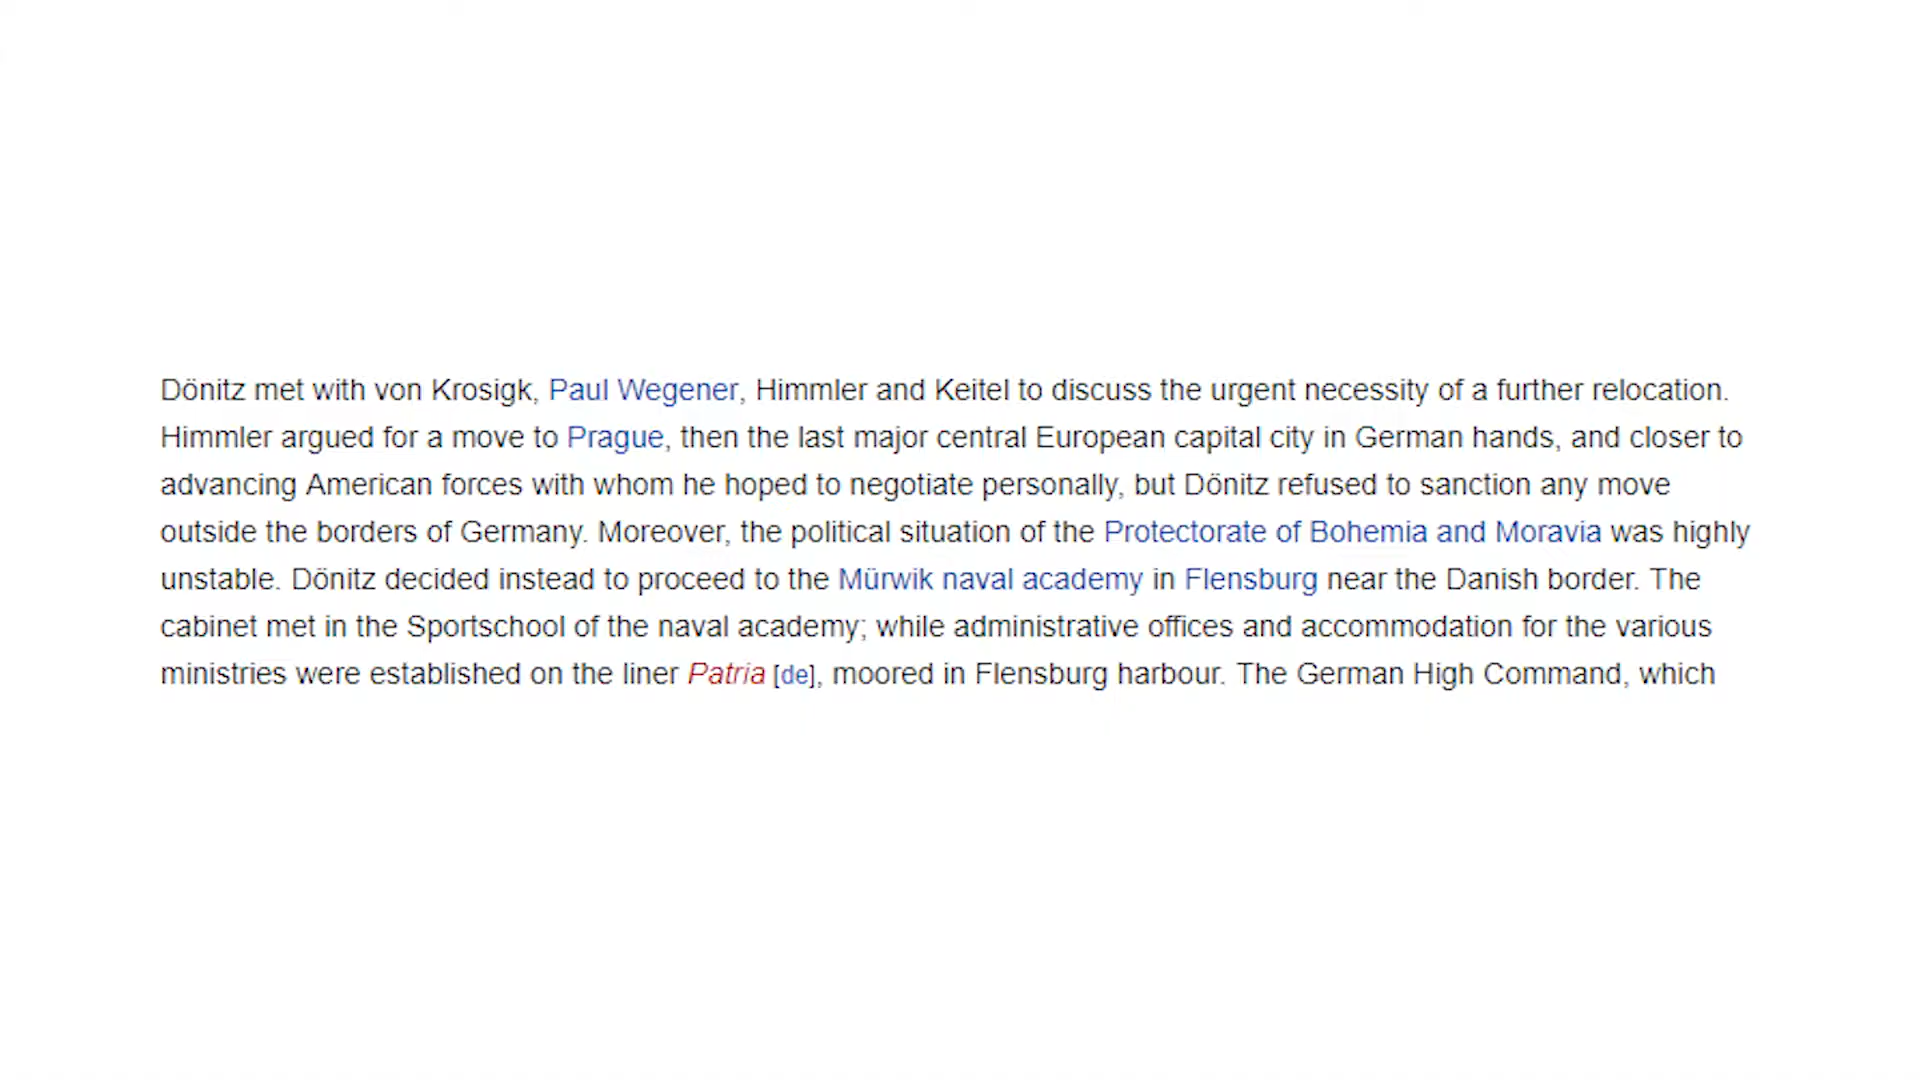 Dönitz met with von Krosigk, Paul Wegener, Himmler and Keitel to discuss the urgent necessity of a further relocation.
Himmler argued for a move to Prague, then the last major central European capital city in German hands, and closer to
advancing American forces with whom he hoped to negotiate personally, but Dönitz refused to sanction any move
outside the borders of Germany. Moreover, the political situation of the Protectorate of Bohemia and Moravia was highly
unstable. Dönitz decided instead to proceed to the Mürwik naval academy in Flensburg near the Danish border. The
cabinet met in the Sportschool of the naval academy; while administrative offices and accommodation for the various
ministries were established on the liner Patria [de], moored in Flensburg harbour. The German High Command, which